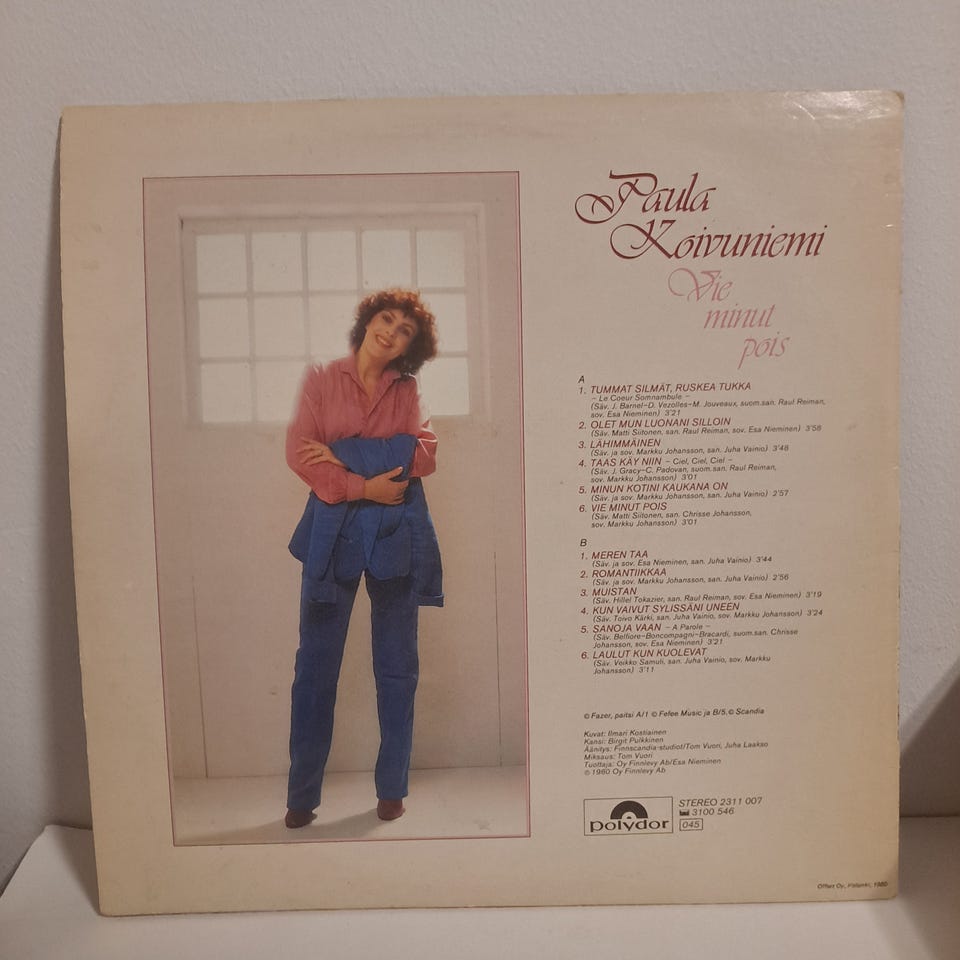 Paula
Koivuniemi
Vie
minut
pois
A
1. TUMMAT SILMÄT, RUSKEA TUKKA
– Le Coeur Somnambule –
(Säv. J. Barnel–D. Vezolles–M. Jouveaux, suom.san. Raul Reiman,
sov. Esa Nieminen) 3'21
2. OLET MUN LUONANI SILLOIN
(Säv. Matti Siitonen, san. Raul Reiman, sov. Esa Nieminen) 3'58
3. LÄHIMMÄINEN
(Säv. ja sov. Markku Johansson, san. Juha Vainio) 3'48
4. TAAS KÄY NIIN – Ciel, Ciel, Ciel –
(Säv. J. Gracy–C. Padovan, suom.san. Raul Reiman,
sov. Markku Johansson) 3'01
5. MINUN KOTINI KAUKANA ON
(Säv. ja sov. Markku Johansson, san. Juha Vainio) 2'57
6. VIE MINUT POIS
(Säv. Matti Siitonen, san. Chrisse Johansson,
sov. Markku Johansson) 3'01
B
1. MEREN TAA
(Säv. ja sov. Esa Nieminen, san. Juha Vainio) 3'44
2. ROMANTIIKKAA
(Säv. ja sov. Markku Johansson, san. Juha Vainio) 2'56
3. MUISTAN
(Säv. Hillel Tokazier, san. Raul Reiman, sov. Esa Nieminen) 3'19
4. KUN VAIVUT SYLISSÄNI UNEEN
(Säv. Toivo Kärki, san. Juha Vainio, sov. Markku Johansson) 3'24
5. SANOJA VAAN – A Parole –
(Säv. Belfiore–Boncompagni–Bracardi, suom.san. Chrisse
Johansson, sov. Esa Nieminen) 3'21
6. LAULUT KUN KUOLEVAT
(Säv. Veikko Samuli, san. Juha Vainio, sov. Markku
Johansson) 3'11
© Fazer, paitsi A/1 © Fefee Music ja B/5, © Scandia
Kuvat: Ilmari Kostiainen
Kansi: Birgit Pulkkinen
Äänitys: Finnscandia-studiot/Tom Vuori, Juha Laakso
Miksaus: Tom Vuori
Tuottaja: Oy Finnlevy Ab/Esa Nieminen
℗ 1980 Oy Finnlevy Ab
polydor
STEREO 2311 007
3100 546
045
Offset Oy, Helsinki, 1980